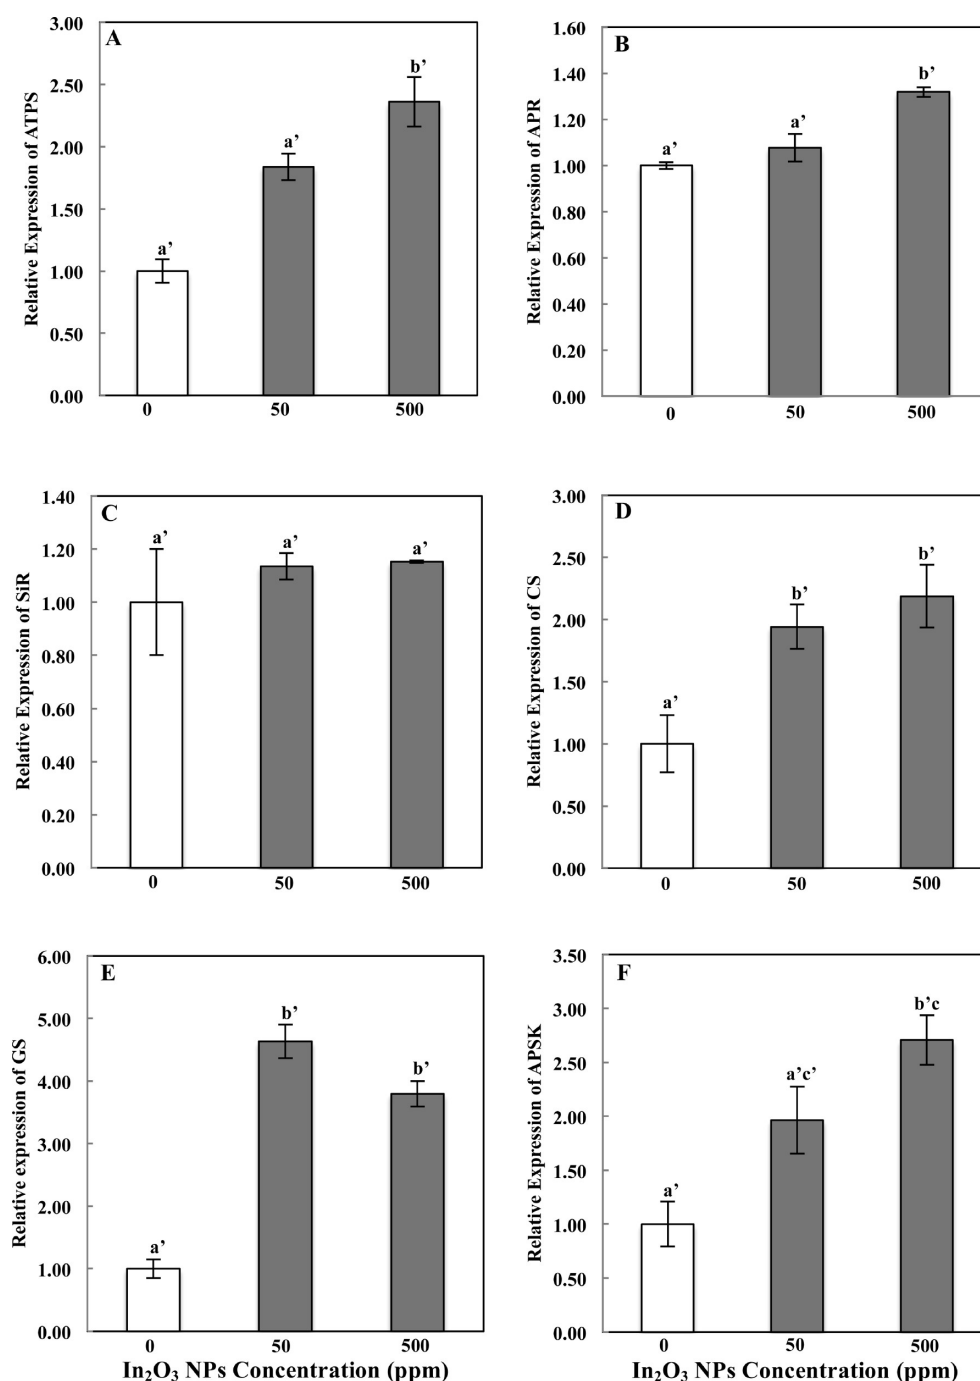 A
Relative Expression of ATPS
3.00
2.50
2.00
1.50
1.00
0.50
0.00
a’
a’
b’
0
50
500
B
Relative Expression of APR
1.60
1.40
1.20
1.00
0.80
0.60
0.40
0.20
0.00
a’
a’
b’
0
50
500
C
Relative Expression of SiR
1.40
1.20
1.00
0.80
0.60
0.40
0.20
0.00
a’
a’
a’
0
50
500
D
Relative Expression of CS
3.00
2.50
2.00
1.50
1.00
0.50
0.00
a’
b’
b’
0
50
500
E
Relative expression of GS
6.00
5.00
4.00
3.00
2.00
1.00
0.00
a’
b’
b’
0
50
500
In₂O₃ NPs Concentration (ppm)
F
Relative Expression of APSK
3.50
3.00
2.50
2.00
1.50
1.00
0.50
0.00
a’
a’c’
b’c
0
50
500
In₂O₃ NPs Concentration (ppm)